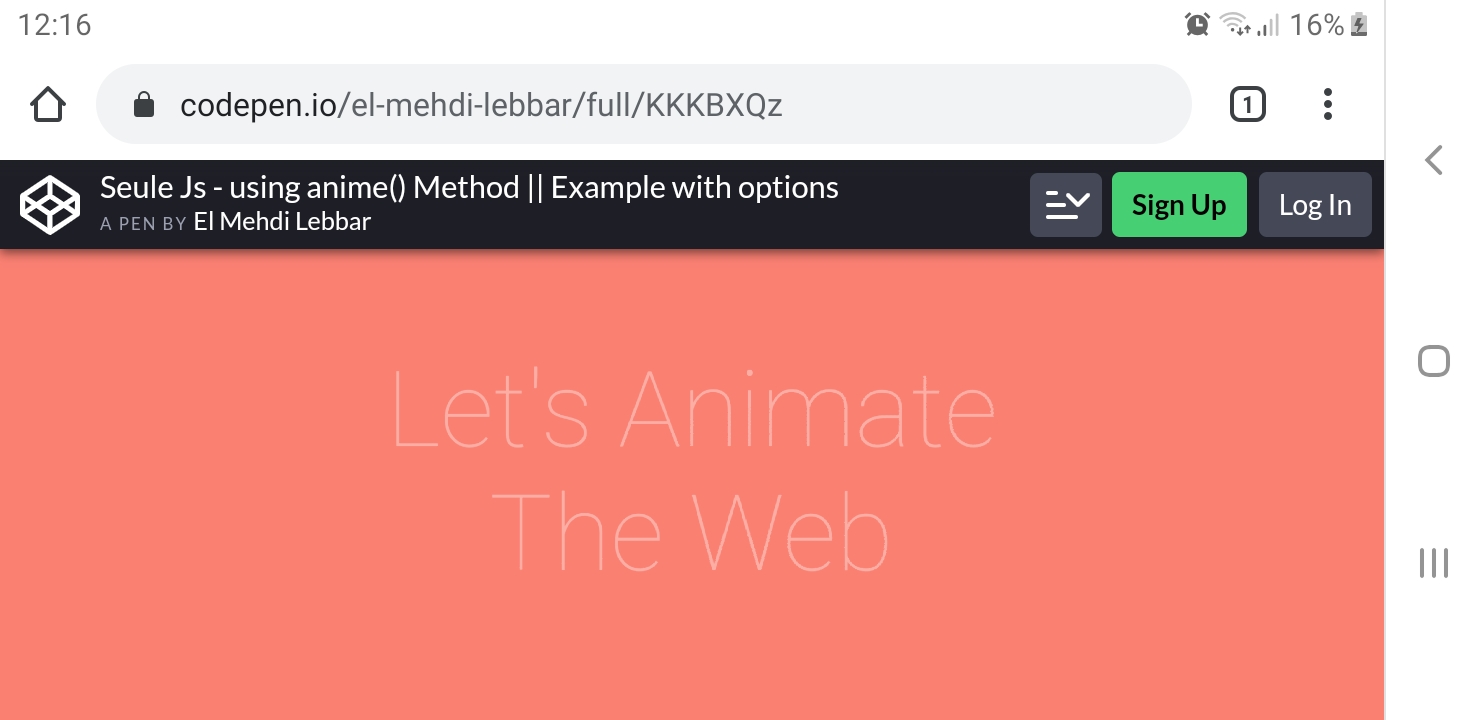 12:16
16%
codepen.io/el-mehdi-lebbar/full/KKKBXQz
1
Seule Js - using anime() Method || Example with options
A PEN BY El Mehdi Lebbar
Sign Up
Log In
Let's Animate
The Web